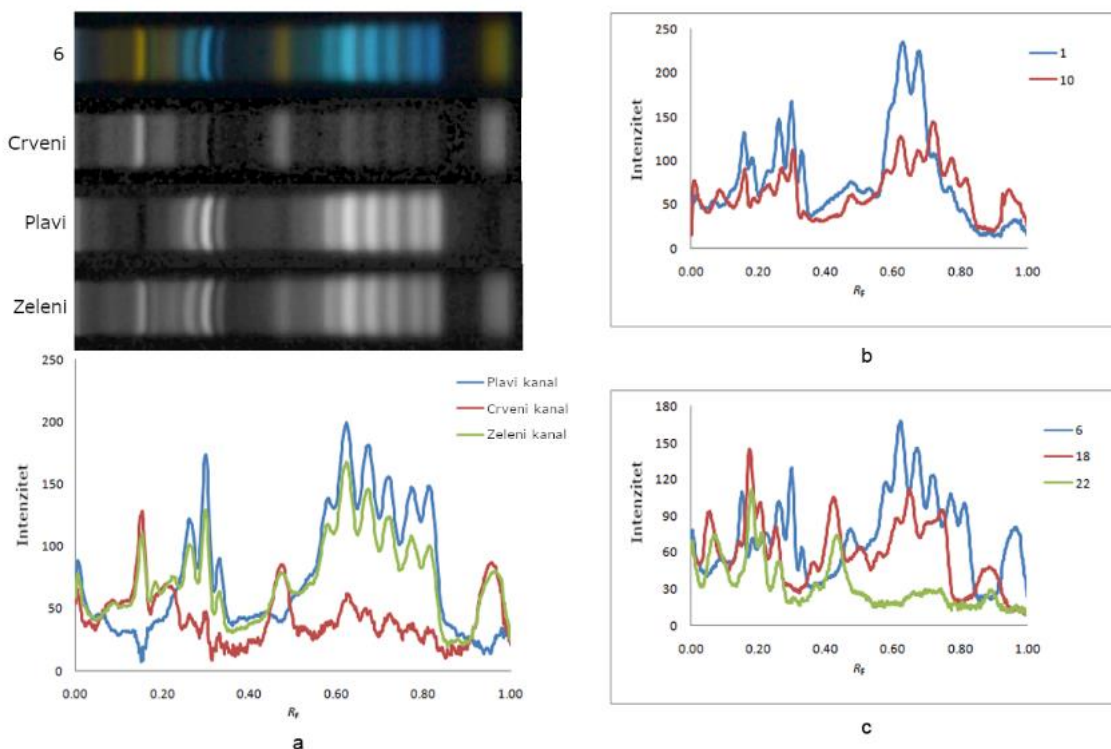 6
Crveni
Plavi
Zeleni
250
200
150
100
50
0
Intenzitet
Plavi kanal
Crveni kanal
Zeleni kanal
0.00 0.20 0.40 0.60 0.80 1.00
RF
a
250
200
150
100
50
0
Intenzitet
1
10
0.00 0.20 0.40 0.60 0.80 1.00
RF
b
180
150
120
90
60
30
0
Intenzitet
6
18
22
0.00 0.20 0.40 0.60 0.80 1.00
RF
c